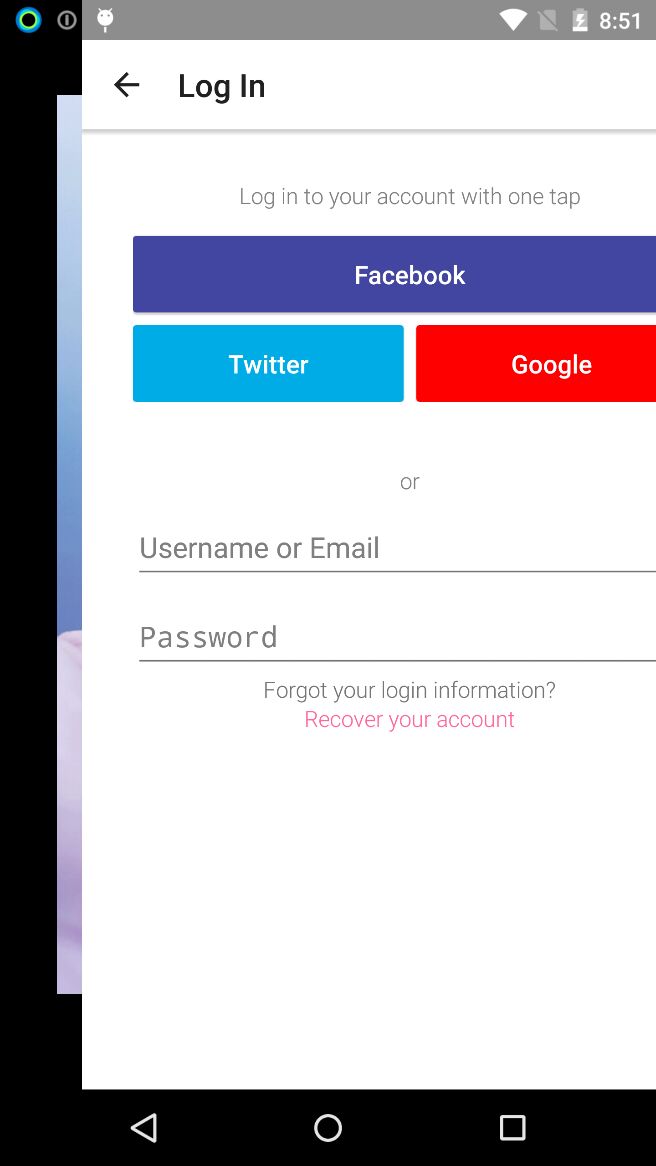 8:51
Log In
Log in to your account with one tap
Facebook
Twitter
Google
or
Username or Email
Password
Forgot your login information?
Recover your account